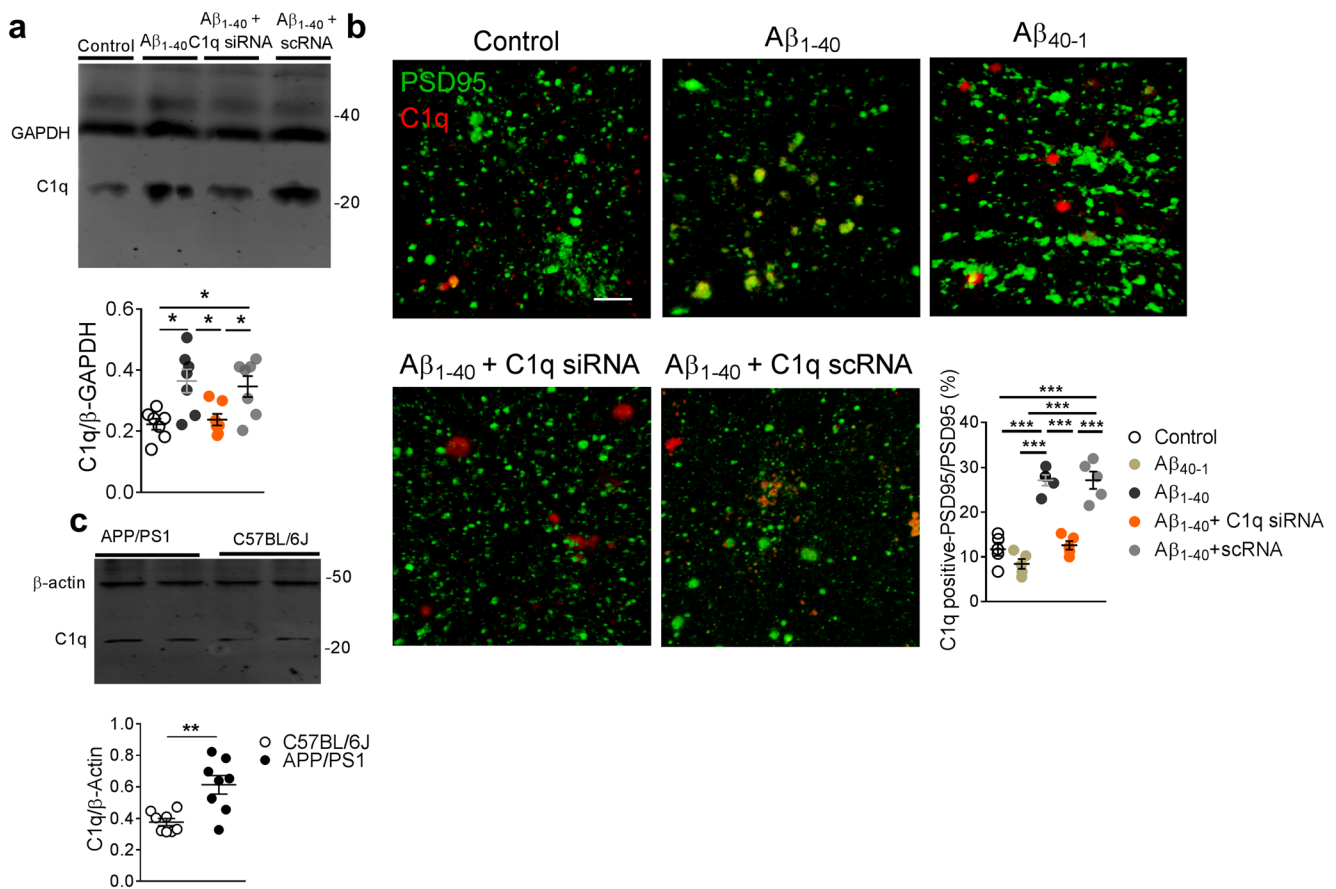 a
Control
Aβ1-40
Aβ1-40 +
C1q siRNA
Aβ1-40 +
scRNA
GAPDH
C1q
-40
-20
C1q/β-GAPDH
0.6
0.4
0.2
0.0
*
*
*
*
b
Control
Aβ1-40
Aβ40-1
PSD95
C1q
Aβ1-40 + C1q siRNA
Aβ1-40 + C1q scRNA
C1q positive-PSD95/PSD95 (%)
40
30
20
10
0
***
***
***
***
***
***
Control
Aβ40-1
Aβ1-40
Aβ1-40+ C1q siRNA
Aβ1-40+scRNA
c
APP/PS1
C57BL/6J
β-actin
C1q
-50
-20
C1q/β-Actin
1.0
0.8
0.6
0.4
0.2
0.0
**
C57BL/6J
APP/PS1